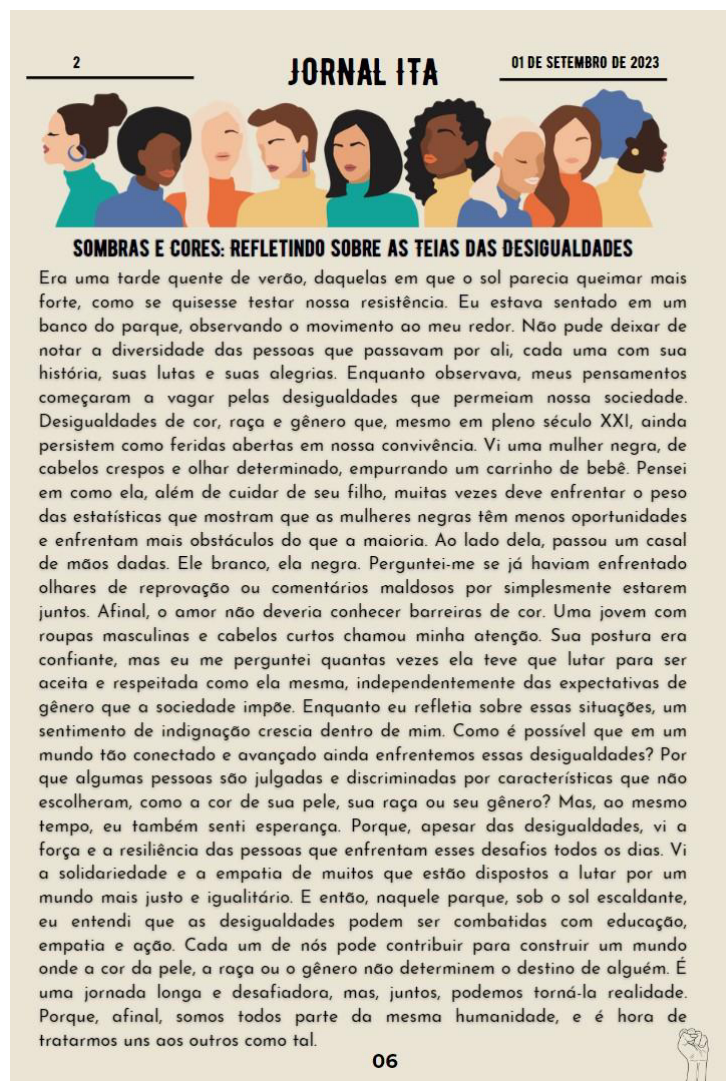 2
JORNAL ITA
01 DE SETEMBRO DE 2023
SOMBRAS E CORES: REFLETINDO SOBRE AS TEIAS DAS DESIGUALDADES
Era uma tarde quente de verão, daquelas em que o sol parecia queimar mais
forte, como se quisesse testar nossa resistência. Eu estava sentado em um
banco do parque, observando o movimento ao meu redor. Não pude deixar de
notar a diversidade das pessoas que passavam por ali, cada uma com sua
história, suas lutas e suas alegrias. Enquanto observava, meus pensamentos
começaram a vagar pelas desigualdades que permeiam nossa sociedade.
Desigualdades de cor, raça e gênero que, mesmo em pleno século XXI, ainda
persistem como feridas abertas em nossa convivência. Vi uma mulher negra, de
cabelos crespos e olhar determinado, empurrando um carrinho de bebê. Pensei
em como ela, além de cuidar de seu filho, muitas vezes deve enfrentar o peso
das estatísticas que mostram que as mulheres negras têm menos oportunidades
e enfrentam mais obstáculos do que a maioria. Ao lado dela, passou um casal
de mãos dadas. Ele branco, ela negra. Perguntei-me se já haviam enfrentado
olhares de reprovação ou comentários maldosos por simplesmente estarem
juntos. Afinal, o amor não deveria conhecer barreiras de cor. Uma jovem com
roupas masculinas e cabelos curtos chamou minha atenção. Sua postura era
confiante, mas eu me perguntei quantas vezes ela teve que lutar para ser
aceita e respeitada como ela mesma, independentemente das expectativas de
gênero que a sociedade impõe. Enquanto eu refletia sobre essas situações, um
sentimento de indignação crescia dentro de mim. Como é possível que em um
mundo tão conectado e avançado ainda enfrentemos essas desigualdades? Por
que algumas pessoas são julgadas e discriminadas por características que não
escolheram, como a cor de sua pele, sua raça ou seu gênero? Mas, ao mesmo
tempo, eu também senti esperança. Porque, apesar das desigualdades, vi a
força e a resiliência das pessoas que enfrentam esses desafios todos os dias. Vi
a solidariedade e a empatia de muitos que estão dispostos a lutar por um
mundo mais justo e igualitário. E então, naquele parque, sob o sol escaldante,
eu entendi que as desigualdades podem ser combatidas com educação,
empatia e ação. Cada um de nós pode contribuir para construir um mundo
onde a cor da pele, a raça ou o gênero não determinem o destino de alguém. É
uma jornada longa e desafiadora, mas, juntos, podemos torná-la realidade.
Porque, afinal, somos todos parte da mesma humanidade, e é hora de
tratarmos uns aos outros como tal.
06